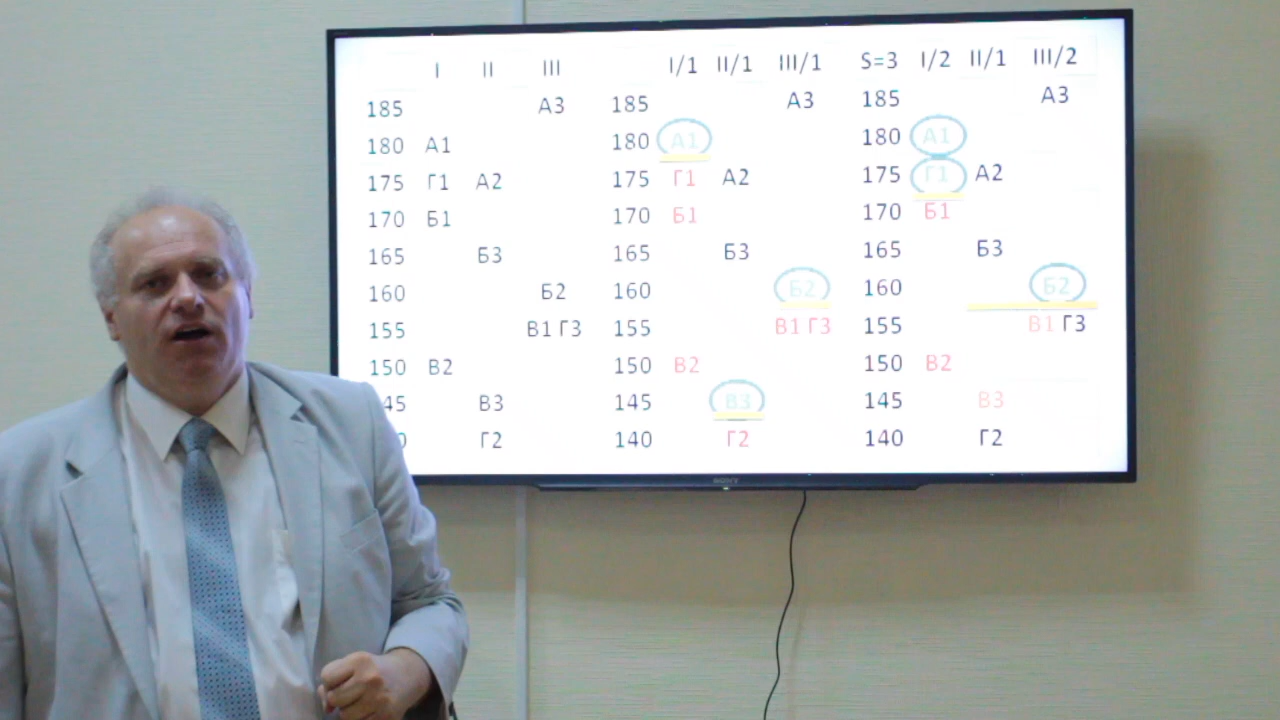 I II III I/1 II/1 III/1 S=3 I/2 II/1 III/2
185 А3 185 А3 185 А3
180 А1 180 А1 180 А1
175 Г1 А2 175 Г1 А2 175 Г1 А2
170 Б1 170 Б1 170 Б1
165 Б3 165 Б3 165 Б3
160 Б2 160 Б2 160 Б2
155 В1 Г3 155 В1 Г3 155 В1 Г3
150 В2 150 В2 150 В2
45 В3 145 В3 145 В3
0 Г2 140 Г2 140 Г2
SONY